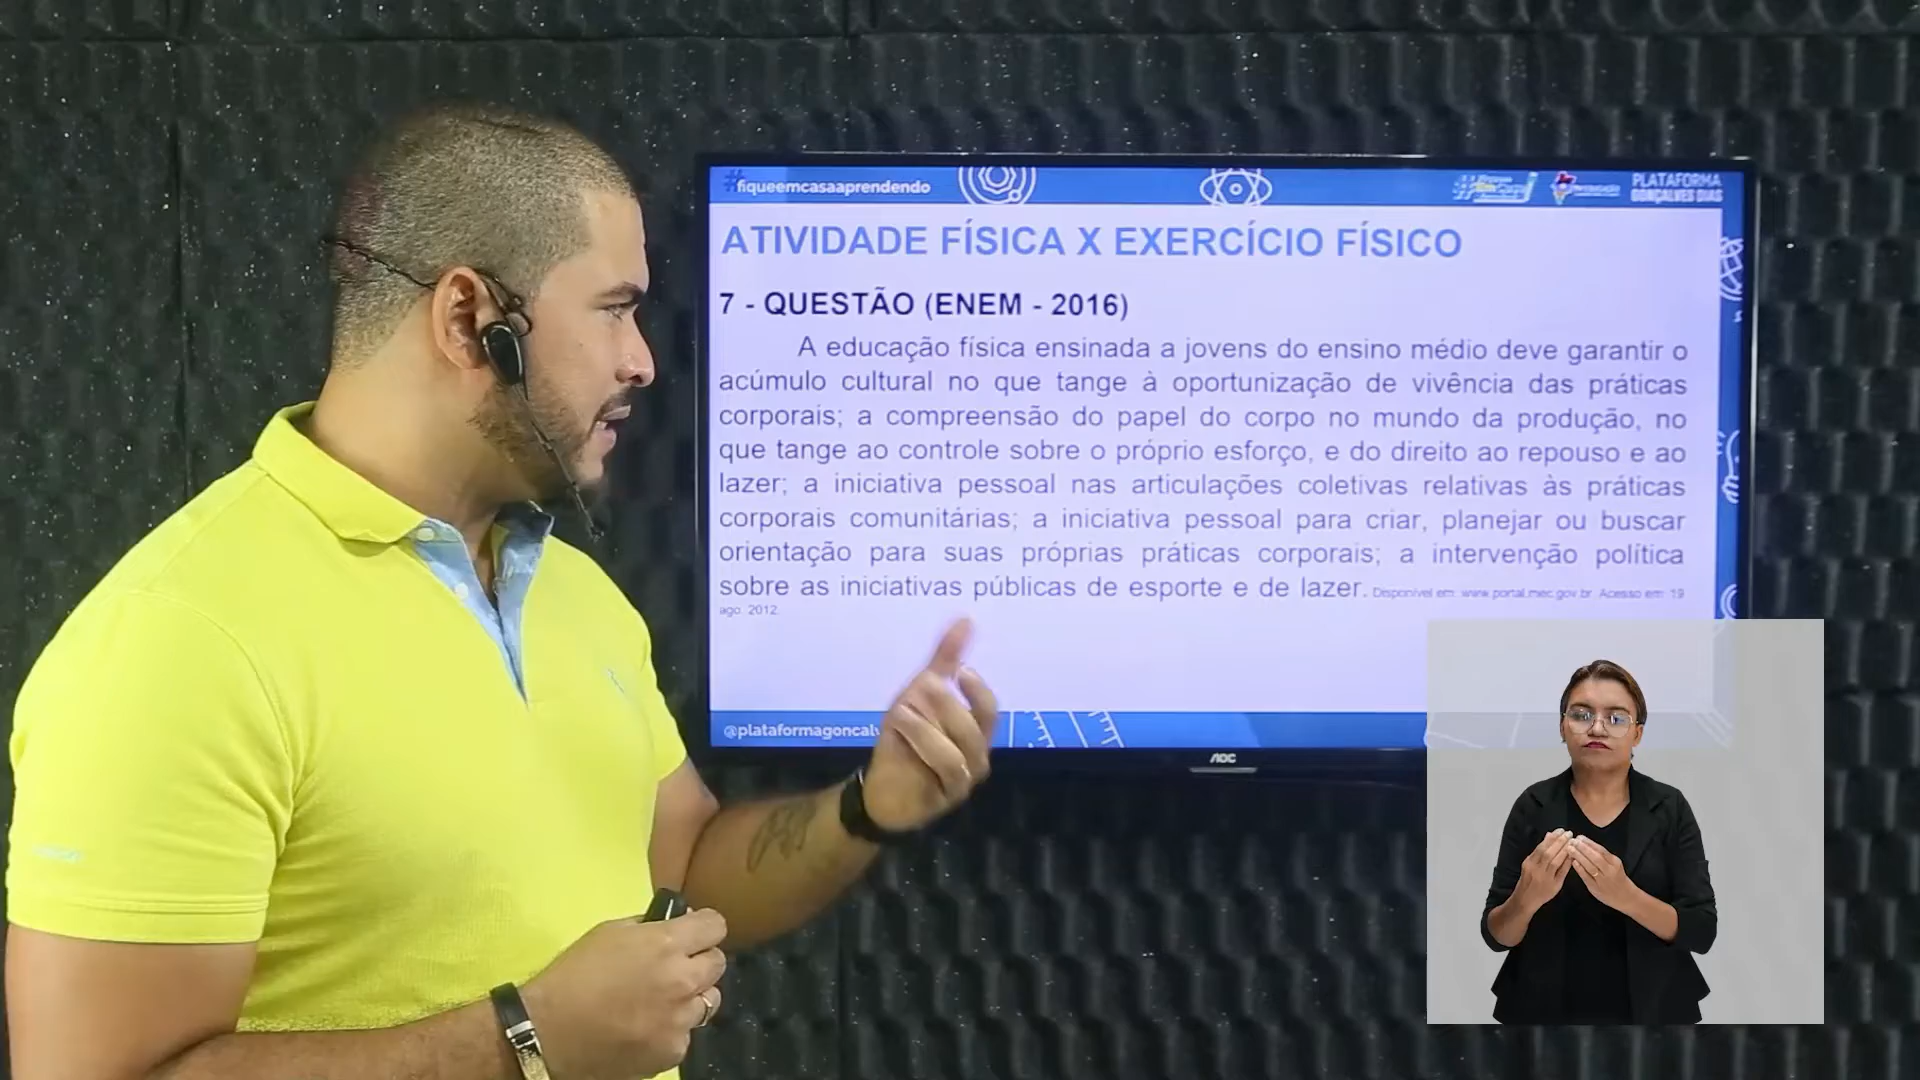 #fiqueemcasaaprendendo
PLATAFORMA
GONÇALVES DIAS
ATIVIDADE FÍSICA X EXERCÍCIO FÍSICO
7 - QUESTÃO (ENEM - 2016)
A educação física ensinada a jovens do ensino médio deve garantir o
acúmulo cultural no que tange à oportunização de vivência das práticas
corporais; a compreensão do papel do corpo no mundo da produção, no
que tange ao controle sobre o próprio esforço, e do direito ao repouso e ao
lazer; a iniciativa pessoal nas articulações coletivas relativas às práticas
corporais comunitárias; a iniciativa pessoal para criar, planejar ou buscar
orientação para suas próprias práticas corporais; a intervenção política
sobre as iniciativas públicas de esporte e de lazer. Disponível em: www.portal.mec.gov.br. Acesso em: 19
ago. 2012.
@plataformagoncalv
AOC